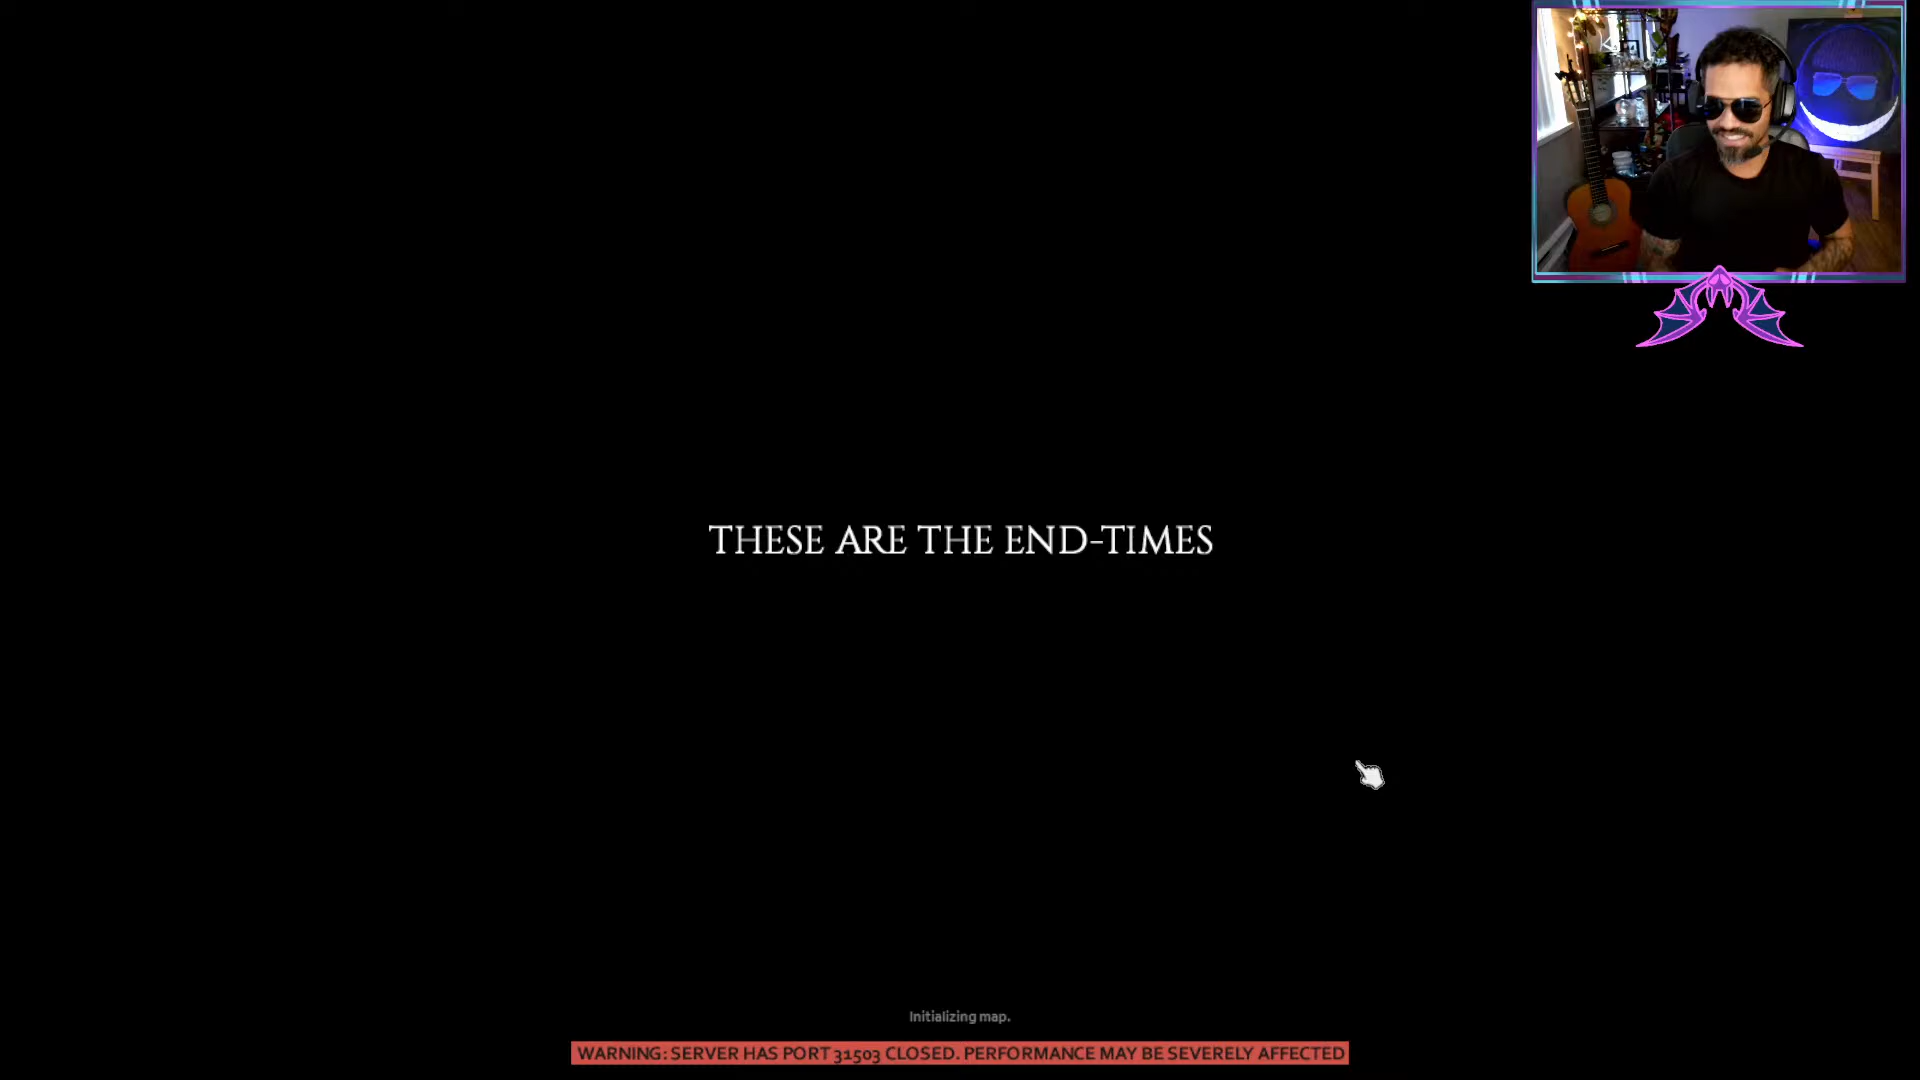 THESE ARE THE END-TIMES
Initializing map.
WARNING: SERVER HAS PORT 31503 CLOSED. PERFORMANCE MAY BE SEVERELY AFFECTED